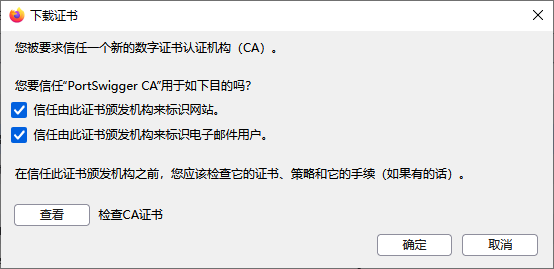 下载证书
您被要求信任一个新的数字证书认证机构（CA）。
您要信任“PortSwigger CA”用于如下目的吗？
信任由此证书颁发机构来标识网站。
信任由此证书颁发机构来标识电子邮件用户。
在信任此证书颁发机构之前，您应该检查它的证书、策略和它的手续（如果有的话）。
查看 检查CA证书
确定 取消